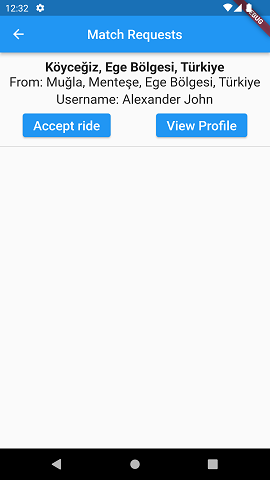 12:32
DEBUG
Match Requests
Köyceğiz, Ege Bölgesi, Türkiye
From: Muğla, Menteşe, Ege Bölgesi, Türkiye
Username: Alexander John
Accept ride
View Profile